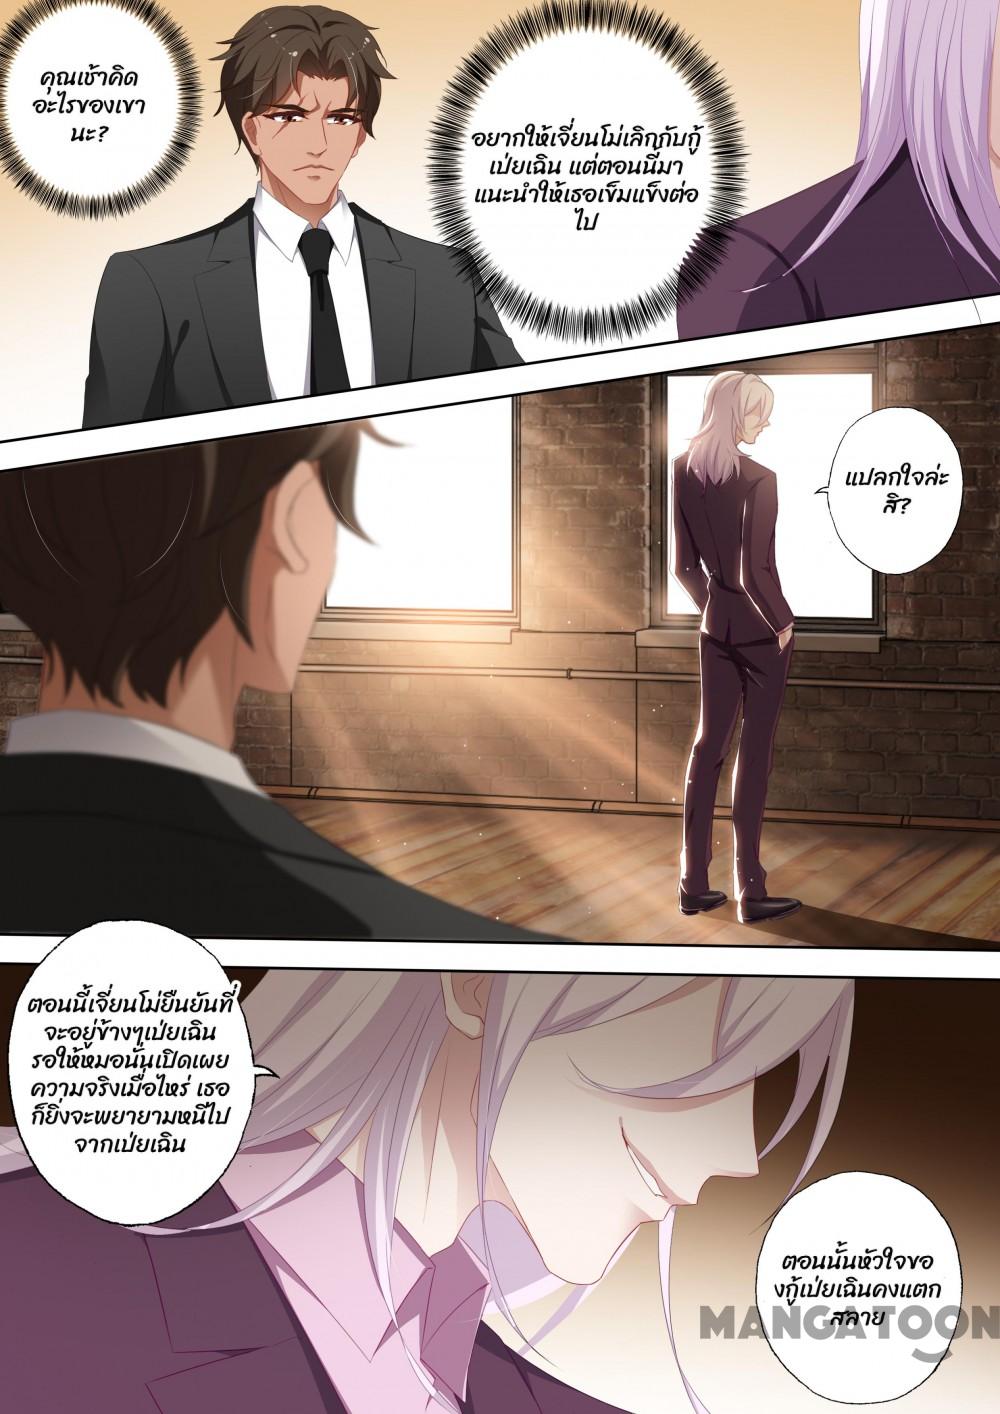 คุณเช้าคิด
อะไรของเขา
นะ?
อยากให้เจี่ยนโม่เลิกกับกู้
เป่ยเฉิน แต่ตอนนี้มา
แนะนำให้เธอเข็มแข็งต่อ
ไป
แปลกใจล่ะ
สิ?
ตอนนี้เจี่ยนโม่ยืนยันที่
จะอยู่ข้างๆเป่ยเฉิน
รอให้หมอนั่นเปิดเผย
ความจริงเมื่อไหร่ เธอ
ก็ยิ่งจะพยายามหนีไป
จากเป่ยเฉิน
ตอนนั้นหัวใจขอ
งกู้เป่ยเฉินคงแตก
สลาย
MANGATOON